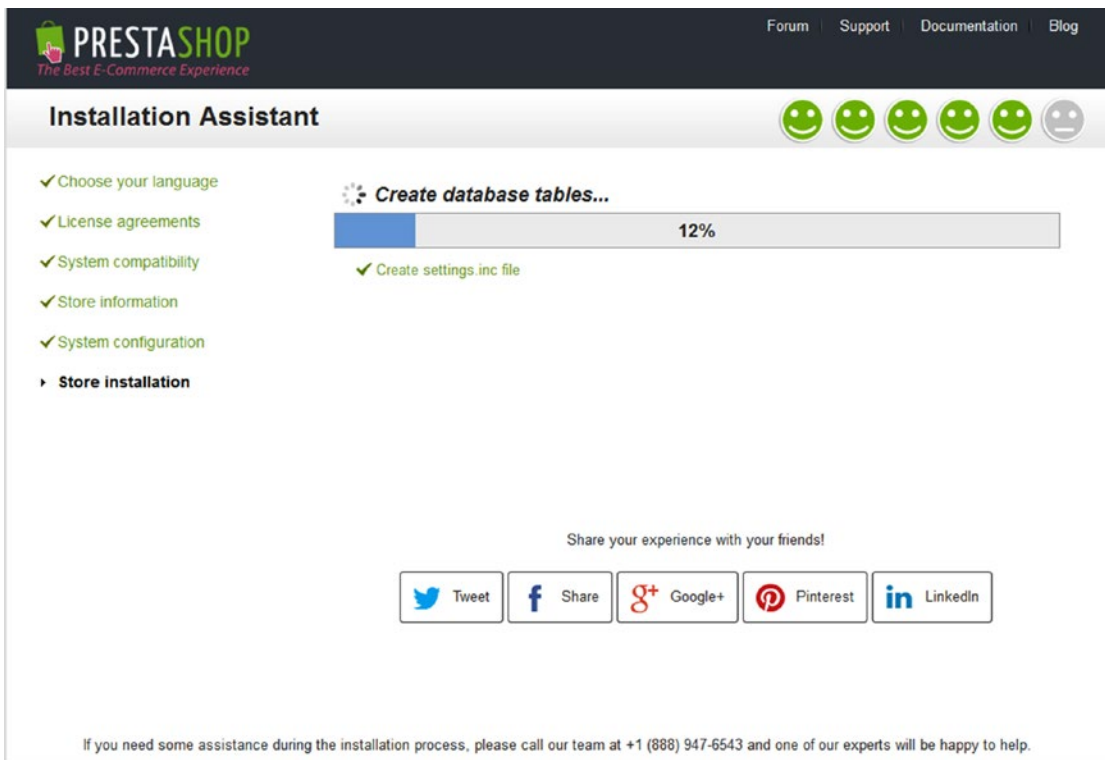 PRESTASHOP
The Best E-Commerce Experience
Forum Support Documentation Blog
Installation Assistant
Choose your language
License agreements
System compatibility
Store information
System configuration
Store installation
Create database tables...
12%
Create settings.inc file
Share your experience with your friends!
Tweet Share Google+ Pinterest LinkedIn
If you need some assistance during the installation process, please call our team at +1 (888) 947-6543 and one of our experts will be happy to help.